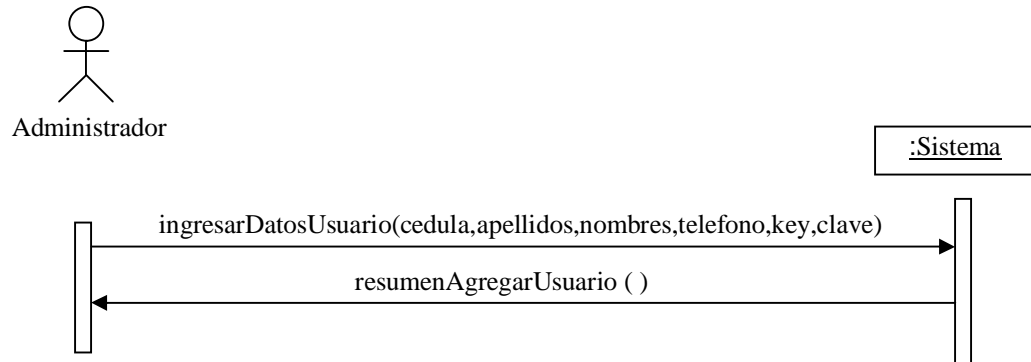 Administrador
:Sistema
ingresarDatosUsuario(cedula,apellidos,nombres,telefono,key,clave)
resumenAgregarUsuario ( )